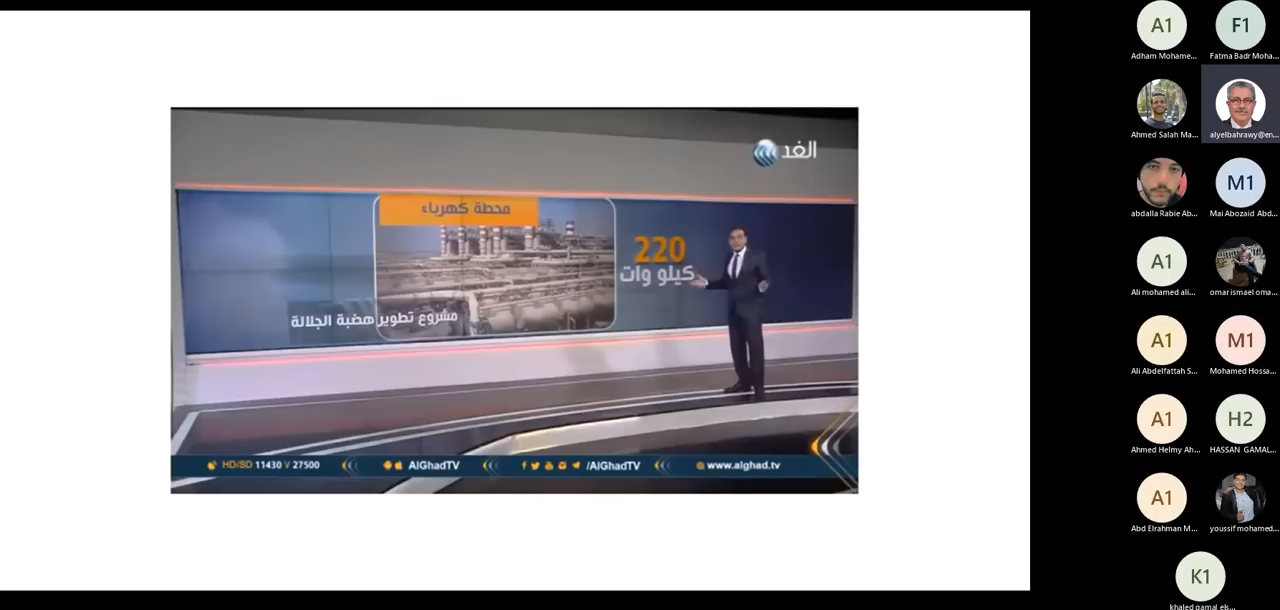 الغد
محطة كهرباء
220
كيلو وات
مشروع تطوير هضبة الجلالة
HD/SD 11430 V 27500
AlGhadTV
/AlGhadTV
www.alghad.tv
A1
Adham Mohame...
F1
Fatma Badr Moha...
Ahmed Salah Ma...
alyelbahrawy@en...
abdalla Rabie Ab...
M1
Mai Abozaid Abd...
A1
Ali mohamed ali...
omar ismael oma...
A1
Ali Abdelfattah S...
M1
Mohamed Hossa...
A1
Ahmed Helmy Ah...
H2
HASSAN GAMAL...
A1
Abd Elrahman M...
youssif mohamed...
K1
khaled gamal els...